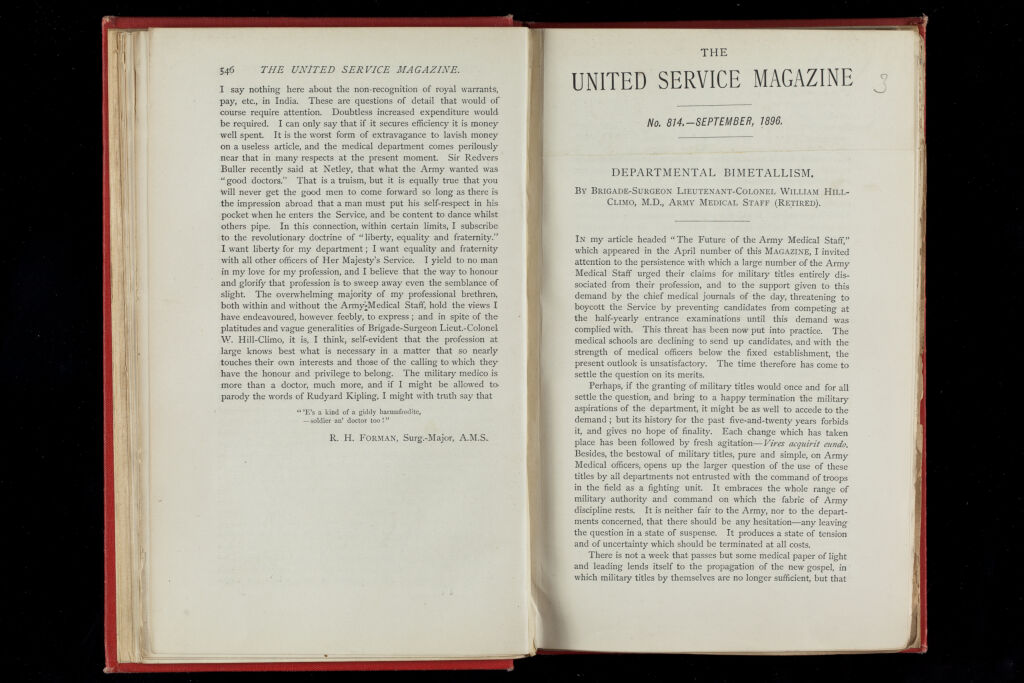 546 THE UNITED SERVICE MAGAZINE.
I say nothing here about the non-recognition of royal warrants,
pay, etc., in India. These are questions of detail that would of
course require attention. Doubtless increased expenditure would
be required. I can only say that if it secures efficiency it is money
well spent. It is the worst form of extravagance to lavish money
on a useless article, and the medical department comes perilously
near that in many respects at the present moment. Sir Redvers
Buller recently said at Netley, that what the Army wanted was
"good doctors." That is a truism, but it is equally true that you
will never get the good men to come forward so long as there is
the impression abroad that a man must put his self-respect in his
pocket when he enters the Service, and be content to dance whilst
others pipe. In this connection, within certain limits, I subscribe
to the revolutionary doctrine of "liberty, equality and fraternity."
I want liberty for my department; I want equality and fraternity
with all other officers of Her Majesty's Service. I yield to no man
in my love for my profession, and I believe that the way to honour
and glorify that profession is to sweep away even the semblance of
slight. The overwhelming majority of my professional brethren,
both within and without the Army Medical Staff, hold the views I
have endeavoured, however feebly, to express; and in spite of the
platitudes and vague generalities of Brigade-Surgeon Lieut.-Colonel
W. Hill-Climo, it is, I think, self-evident that the profession at
large knows best what is necessary in a matter that so nearly
touches their own interests and those of the calling to which they
have the honour and privilege to belong. The military medico is
more than a doctor, much more, and if I might be allowed to
parody the words of Rudyard Kipling, I might with truth say that
"'E's a kind of a giddy harumfrodite,
—soldier an' doctor too!"
R. H. FORMAN, Surg.-Major, A.M.S.
THE
UNITED SERVICE MAGAZINE
3
No. 814.—SEPTEMBER, 1896.
DEPARTMENTAL BIMETALLISM.
BY BRIGADE-SURGEON LIEUTENANT-COLONEL WILLIAM HILL-
CLIMO, M.D., ARMY MEDICAL STAFF (RETIRED).
IN my article headed "The Future of the Army Medical Staff,"
which appeared in the April number of this MAGAZINE, I invited
attention to the persistence with which a large number of the Army
Medical Staff urged their claims for military titles entirely dis-
sociated from their profession, and to the support given to this
demand by the chief medical journals of the day, threatening to
boycott the Service by preventing candidates from competing at
the half-yearly entrance examinations until this demand was
complied with. This threat has been now put into practice. The
medical schools are declining to send up candidates, and with the
strength of medical officers below the fixed establishment, the
present outlook is unsatisfactory. The time therefore has come to
settle the question on its merits.
Perhaps, if the granting of military titles would once and for all
settle the question, and bring to a happy termination the military
aspirations of the department, it might be as well to accede to the
demand; but its history for the past five-and-twenty years forbids
it, and gives no hope of finality. Each change which has taken
place has been followed by fresh agitation—Vires acquirit eundo.
Besides, the bestowal of military titles, pure and simple, on Army
Medical officers, opens up the larger question of the use of these
titles by all departments not entrusted with the command of troops
in the field as a fighting unit. It embraces the whole range of
military authority and command on which the fabric of Army
discipline rests. It is neither fair to the Army, nor to the depart-
ments concerned, that there should be any hesitation—any leaving
the question in a state of suspense. It produces a state of tension
and of uncertainty which should be terminated at all costs.
There is not a week that passes but some medical paper of light
and leading lends itself to the propagation of the new gospel, in
which military titles by themselves are no longer sufficient, but that